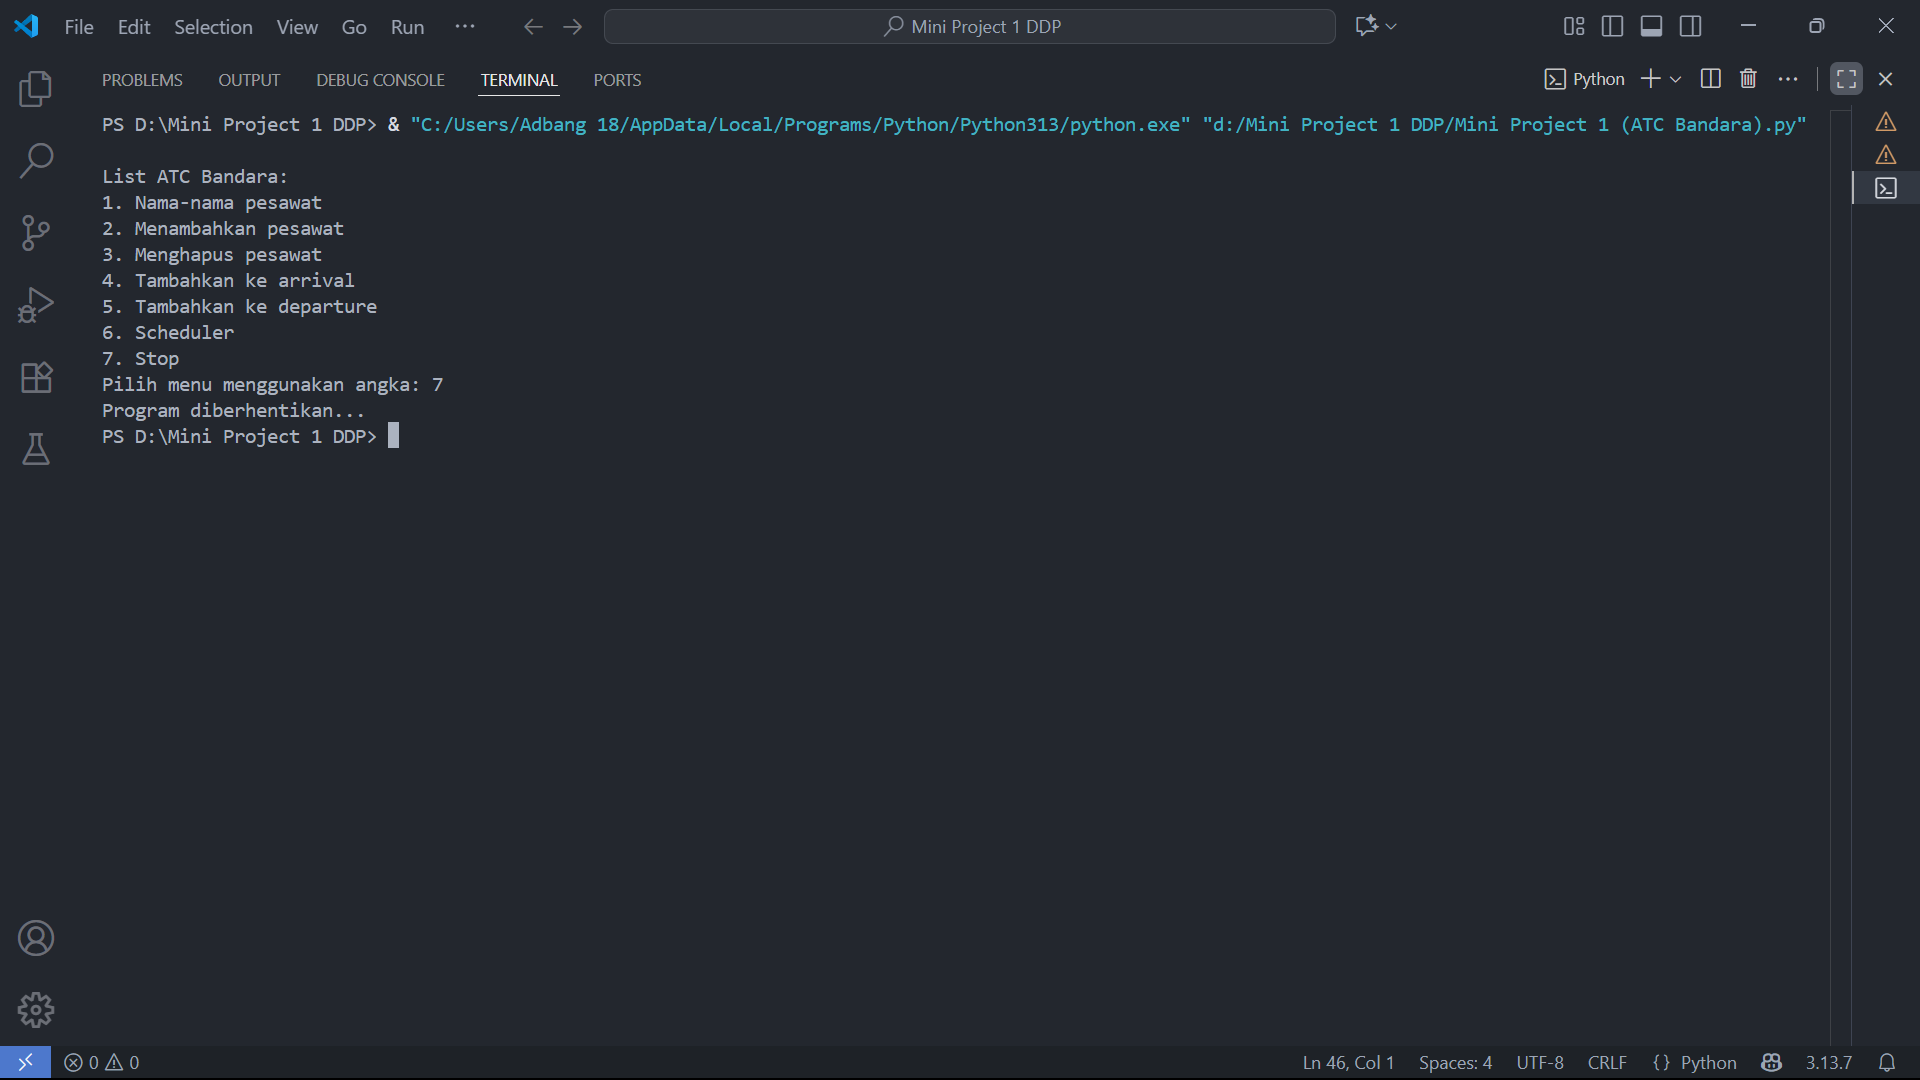 File Edit Selection View Go Run ··· Mini Project 1 DDP
PROBLEMS OUTPUT DEBUG CONSOLE TERMINAL PORTS Python
PS D:\Mini Project 1 DDP> & "C:/Users/Adbang 18/AppData/Local/Programs/Python/Python313/python.exe" "d:/Mini Project 1 DDP/Mini Project 1 (ATC Bandara).py"
List ATC Bandara:
1. Nama-nama pesawat
2. Menambahkan pesawat
3. Menghapus pesawat
4. Tambahkan ke arrival
5. Tambahkan ke departure
6. Scheduler
7. Stop
Pilih menu menggunakan angka: 7
Program diberhentikan...
PS D:\Mini Project 1 DDP>
0 0 Ln 46, Col 1 Spaces: 4 UTF-8 CRLF {} Python 3.13.7